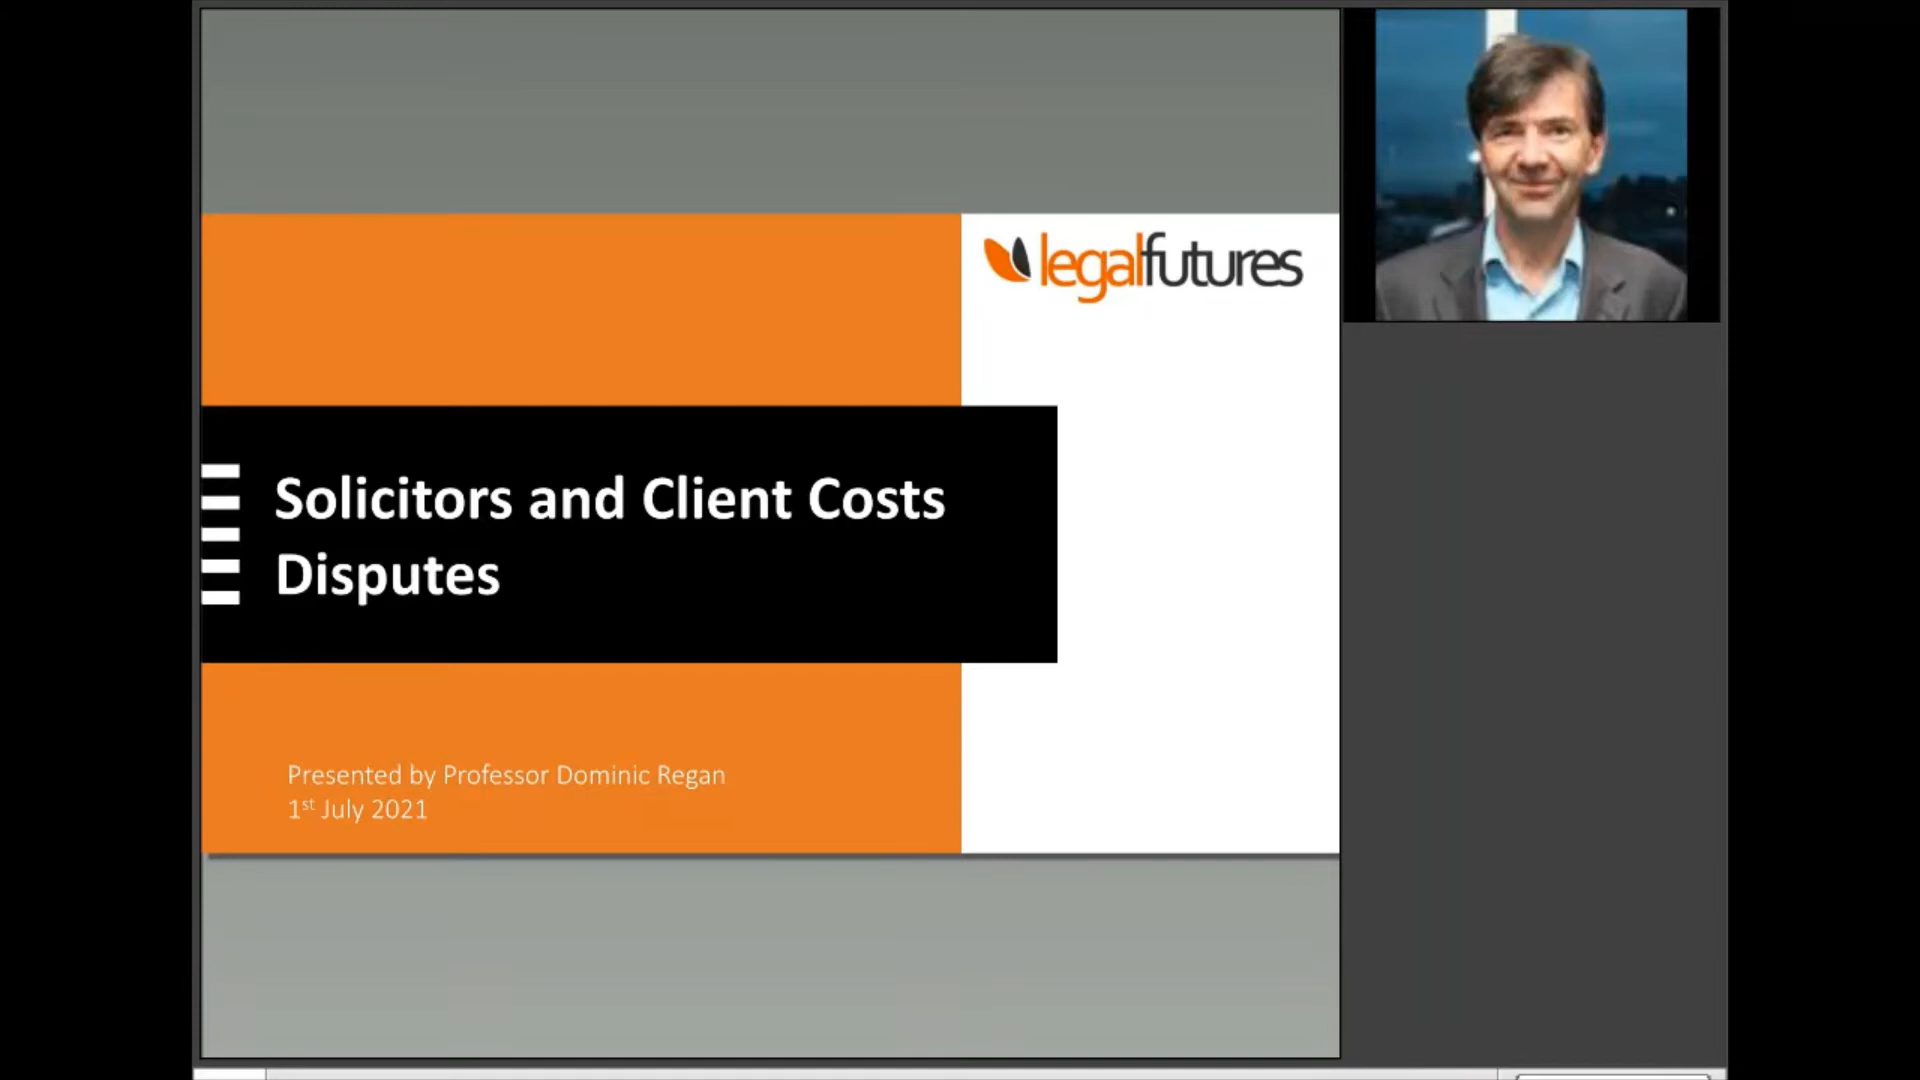 legalfutures
Solicitors and Client Costs
Disputes
Presented by Professor Dominic Regan
1st July 2021